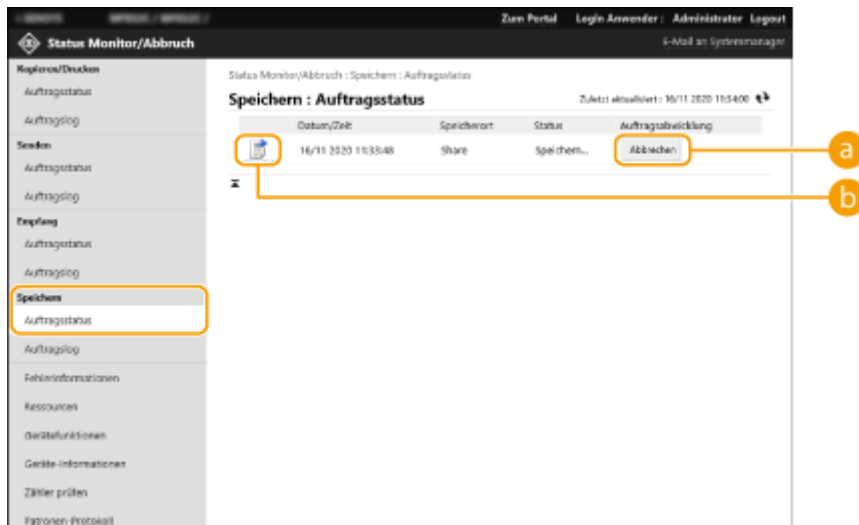 Zum Portal Login Anwender : Administrator Logout
Status Monitor/Abbruch E-Mail an Systemmanager
Kopieren/Drucken
Auftragsstatus
Auftragslog
Senden
Auftragsstatus
Auftragslog
Empfang
Auftragsstatus
Auftragslog
Speichern
Auftragsstatus
Auftragslog
Fehlerinformationen
Ressourcen
Gerätefunktionen
Geräte-Informationen
Zähler prüfen
Patronen-Protokoll
Status Monitor/Abbruch : Speichern : Auftragsstatus
Speichern : Auftragsstatus Zuletzt aktualisiert : 16/11 2020 11:34:00
Datum/Zeit Speicherort Status Auftragsabwicklung
16/11 2020 11:33:48 Share Speichern... Abbrechen
a
b